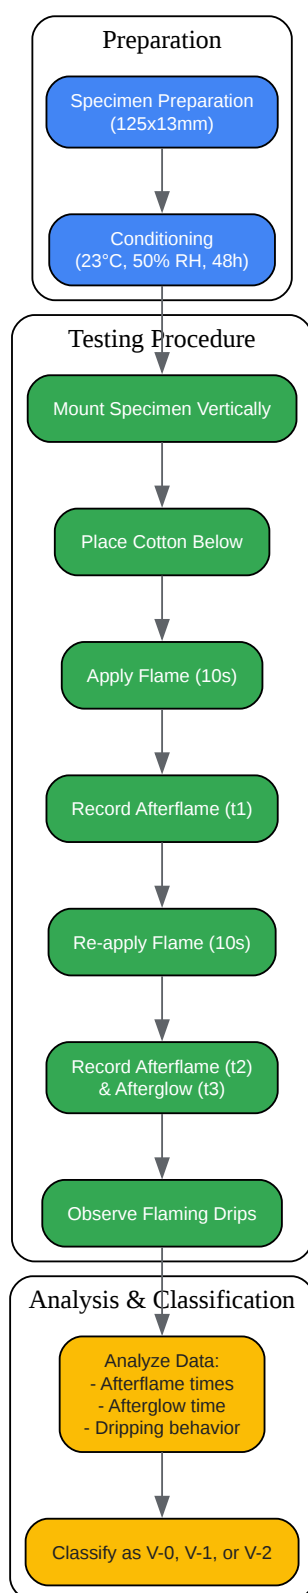 Preparation
Specimen Preparation
(125x13mm)
Conditioning
(23°C, 50% RH, 48h)
Testing Procedure
Mount Specimen Vertically
Place Cotton Below
Apply Flame (10s)
Record Afterflame (t1)
Re-apply Flame (10s)
Record Afterflame (t2)
& Afterglow (t3)
Observe Flaming Drips
Analysis & Classification
Analyze Data:
- Afterflame times
- Afterglow time
- Dripping behavior
Classify as V-0, V-1, or V-2